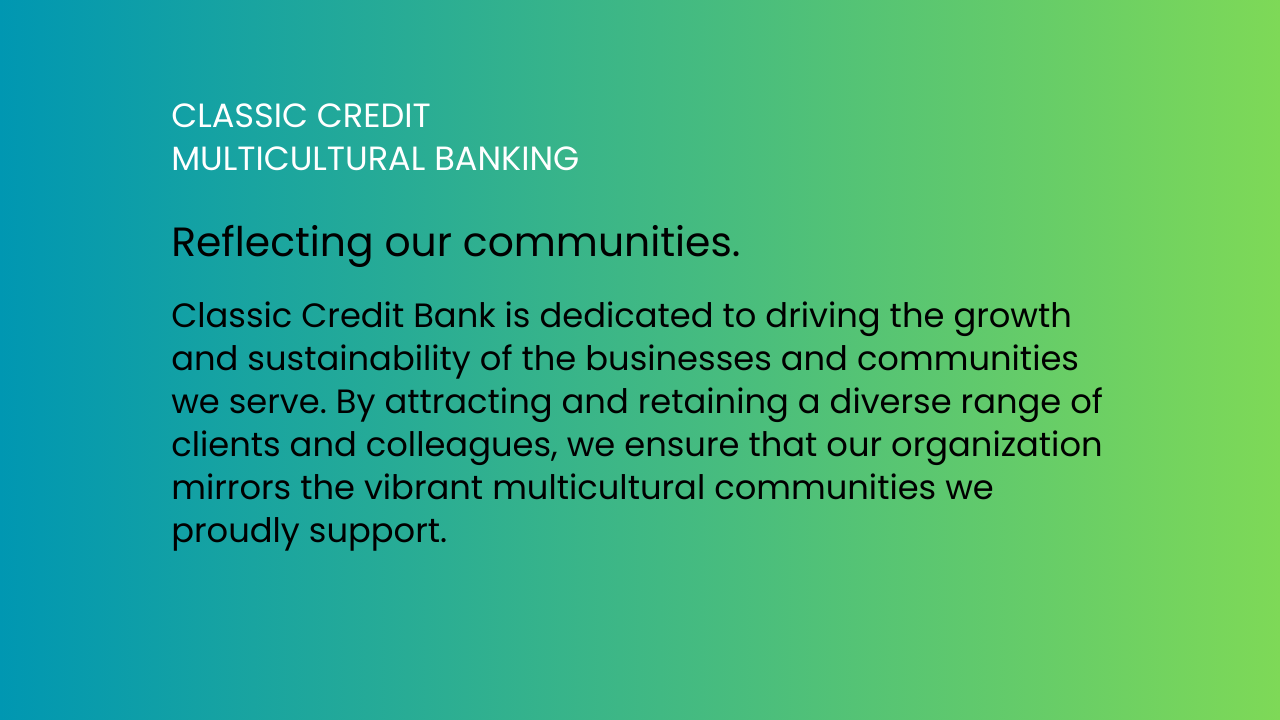 CLASSIC CREDIT
MULTICULTURAL BANKING
Reflecting our communities.
Classic Credit Bank is dedicated to driving the growth
and sustainability of the businesses and communities
we serve. By attracting and retaining a diverse range of
clients and colleagues, we ensure that our organization
mirrors the vibrant multicultural communities we
proudly support.